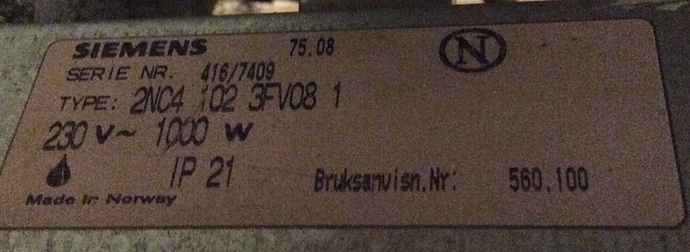 SIEMENS 75.08 N
SERIE NR. 416/7409
TYPE: 2NC4 102 3FV08 1
230 V~ 1000 W
IP 21 Bruksanvisn.Nr: 560.100
Made in Norway